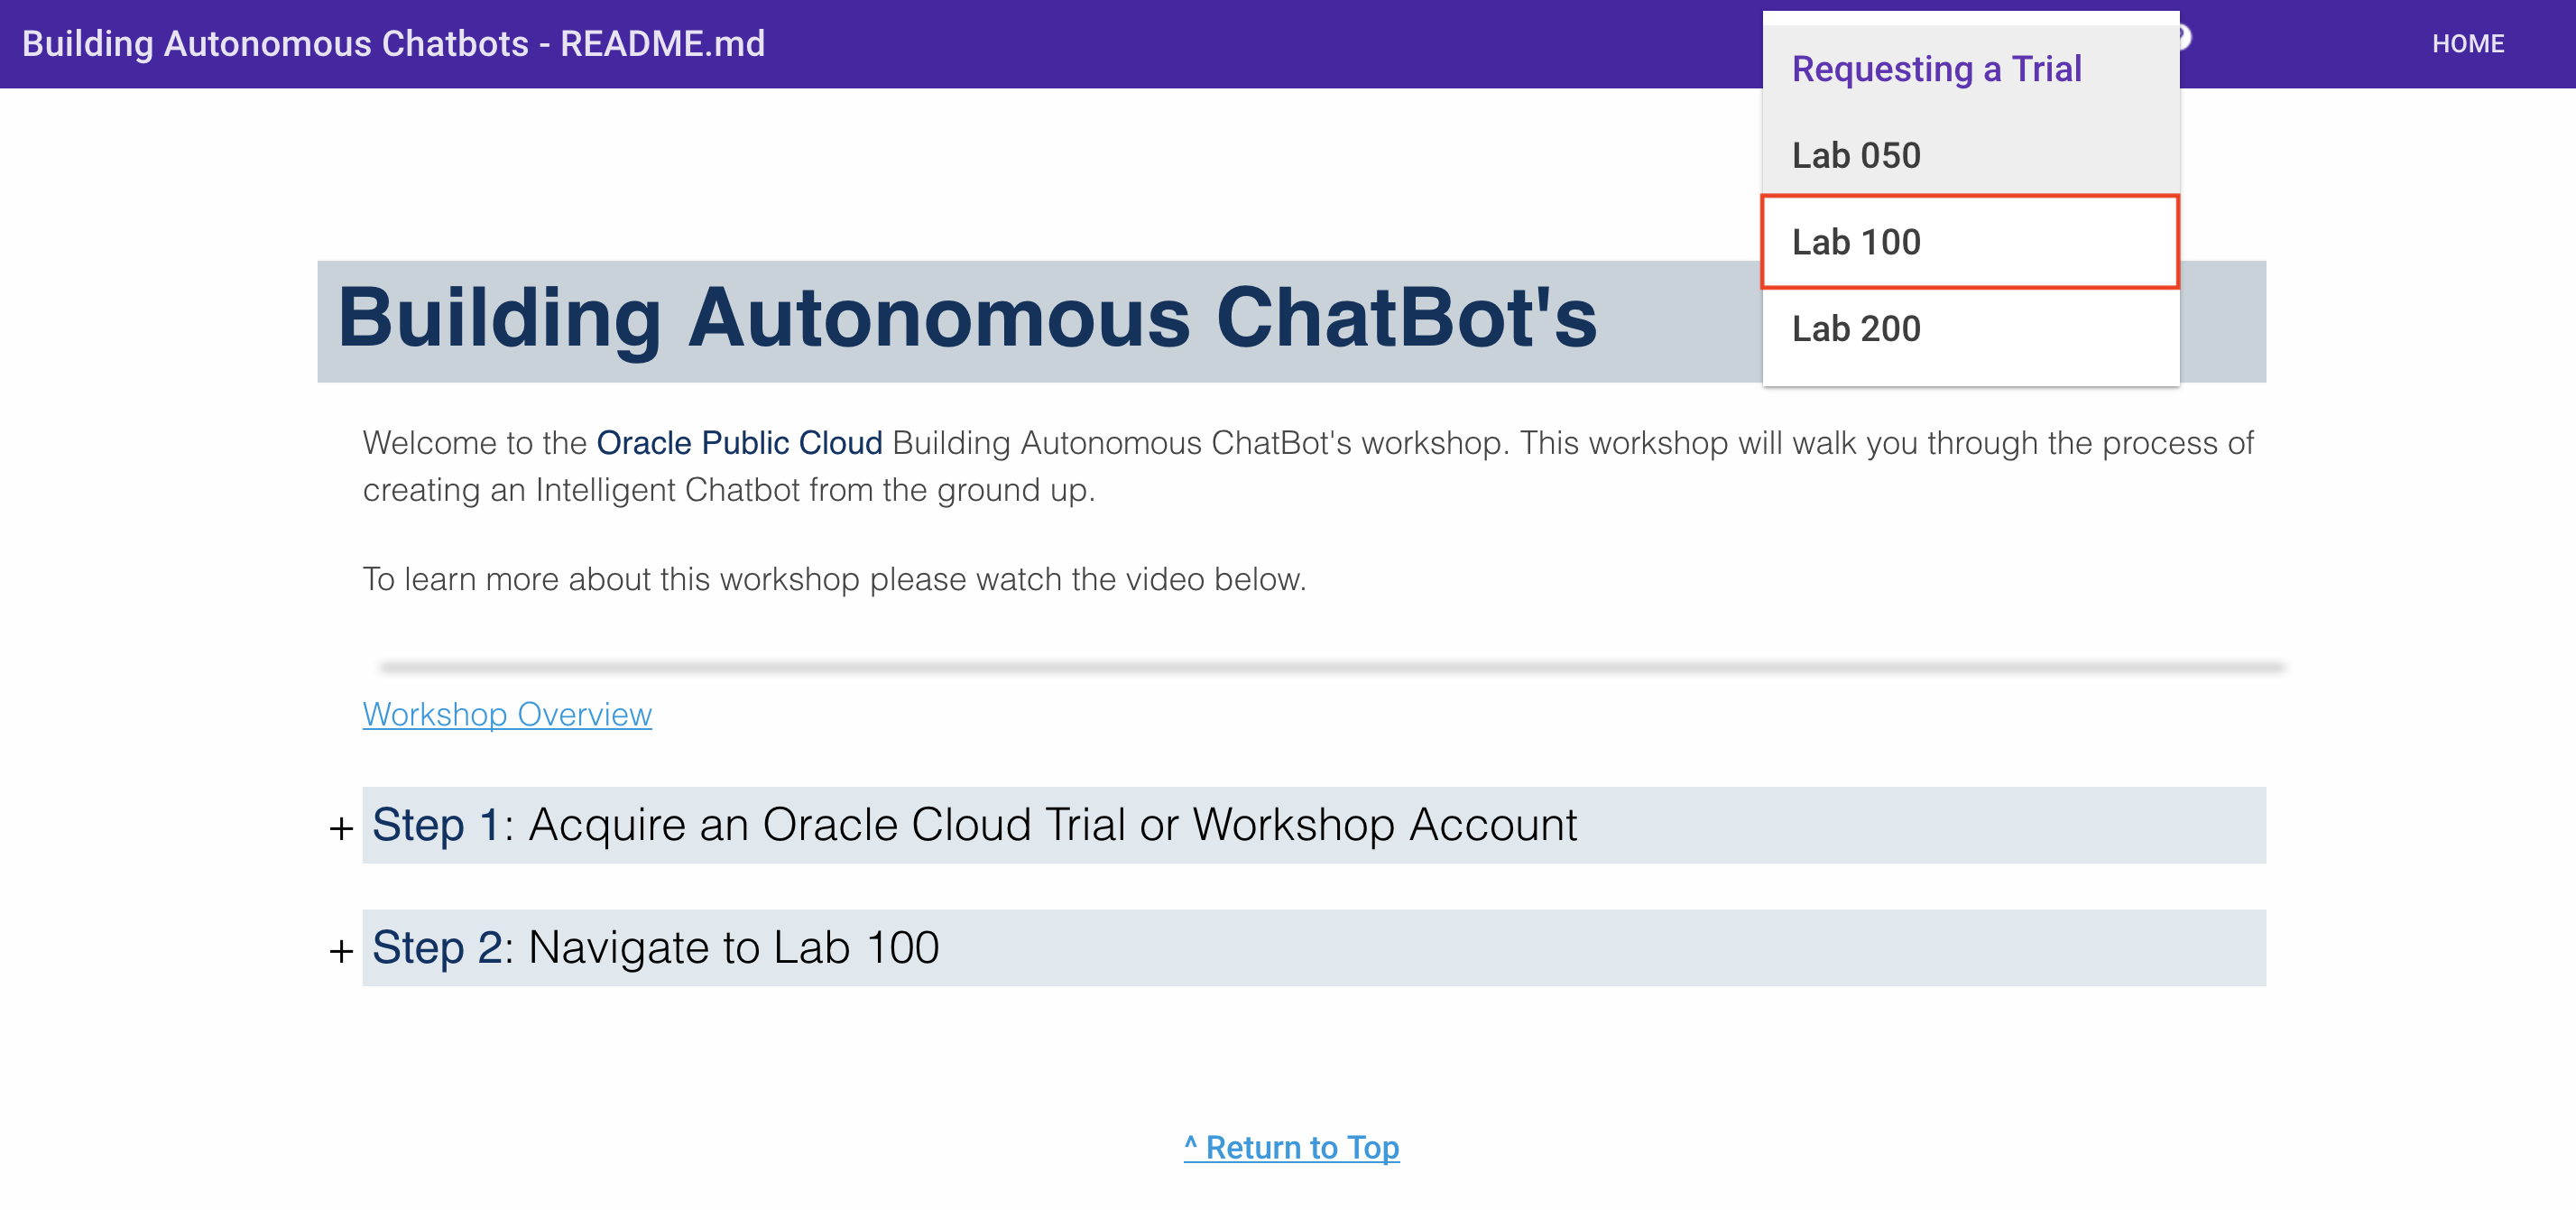 Building Autonomous Chatbots - README.md
HOME
Requesting a Trial
Lab 050
Lab 100
Lab 200
Building Autonomous ChatBot's
Welcome to the Oracle Public Cloud Building Autonomous ChatBot's workshop. This workshop will walk you through the process of
creating an Intelligent Chatbot from the ground up.
To learn more about this workshop please watch the video below.
Workshop Overview
+ Step 1: Acquire an Oracle Cloud Trial or Workshop Account
+ Step 2: Navigate to Lab 100
^ Return to Top